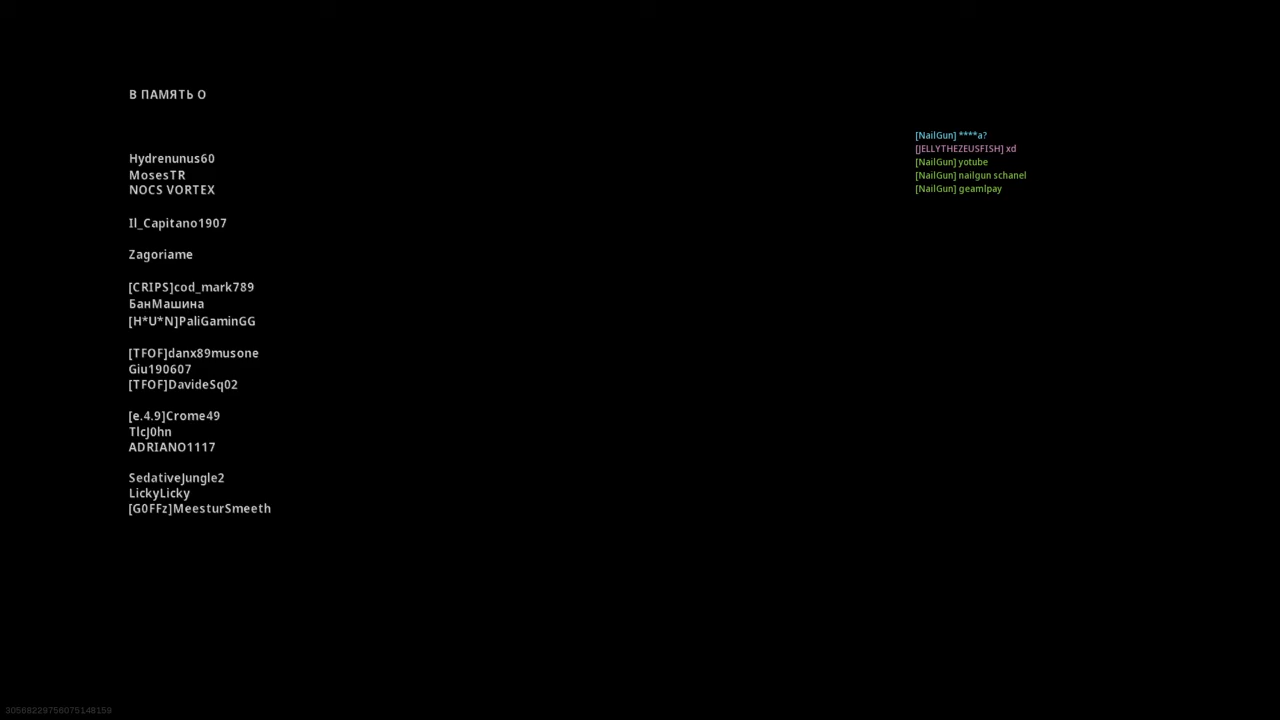 В ПАМЯТЬ О
Hydrenunus60
MosesTR
NOCS VORTEX
Il_Capitano1907
Zagoriame
[CRIPS]cod_mark789
БанМашина
[H*U*N]PaliGaminGG
[TFOF]danx89musone
Giu190607
[TFOF]DavideSq02
[e.4.9]Crome49
TlcJ0hn
ADRIANO1117
SedativeJungle2
LickyLicky
[G0FFz]MeesturSmeeth
[NailGun] ****a?
[JELLYTHEZEUSFISH] xd
[NailGun] yotube
[NailGun] nailgun schanel
[NailGun] geamlpay
30568229756075148159